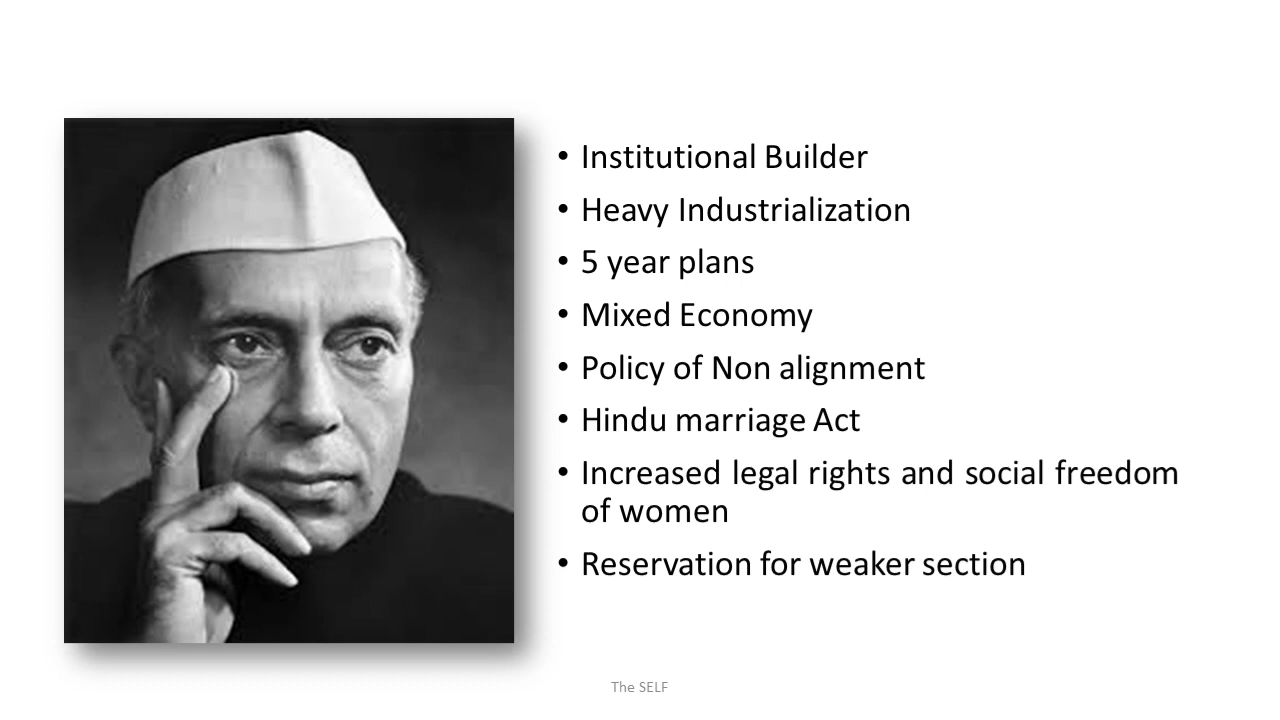 • Institutional Builder
• Heavy Industrialization
• 5 year plans
• Mixed Economy
• Policy of Non alignment
• Hindu marriage Act
• Increased legal rights and social freedom
of women
• Reservation for weaker section
The SELF